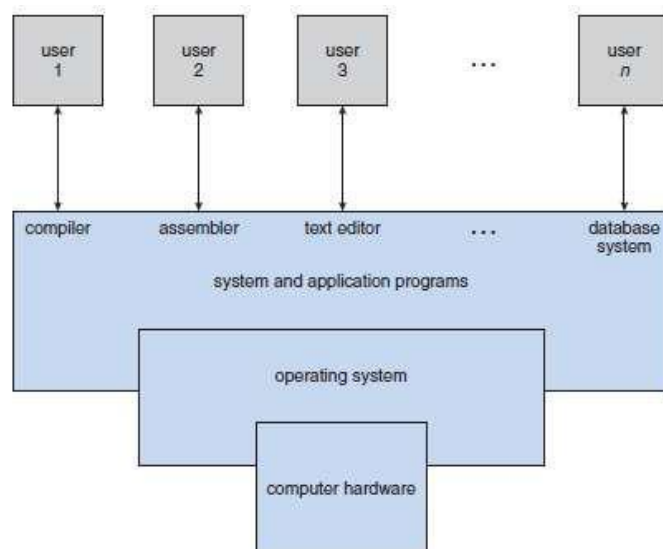 user
1
user
2
user
3
...
user
n
compiler
assembler
text editor
...
database
system
system and application programs
operating system
computer hardware